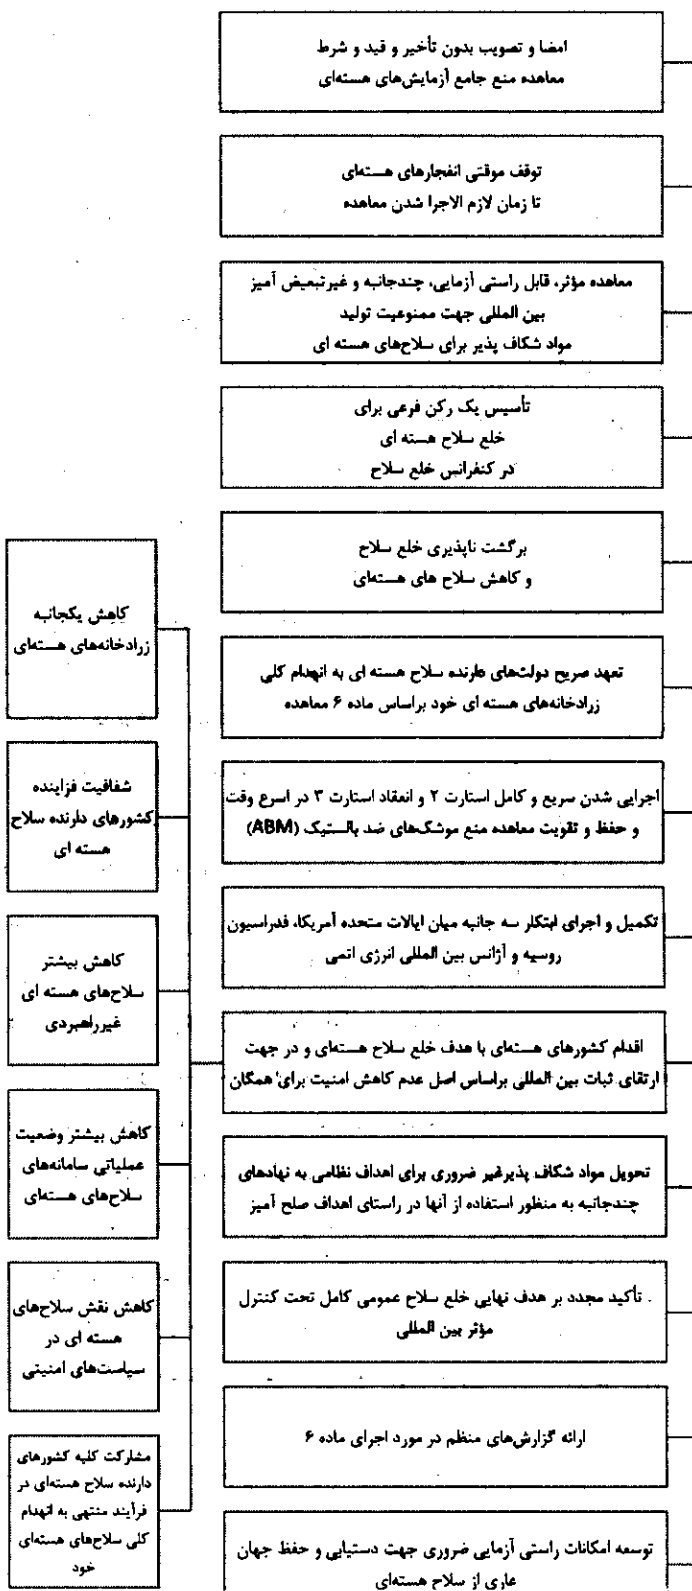 امضا و تصویب بدون تأخیر و قید و شرط
معاهده منع جامع آزمایش‌های هسته‌ای
توقف موقتی انفجارهای هسته‌ای
تا زمان لازم الاجرا شدن معاهده
معاهده مؤثر، قابل راستی آزمایی، چندجانبه و غیرتبعیض آمیز
بین المللی جهت ممنوعیت تولید
مواد شکاف پذیر برای سلاح‌های هسته ای
تأسیس یک رکن فرعی برای
خلع سلاح هسته ای
در کنفرانس خلع سلاح
برگشت ناپذیری خلع سلاح
و کاهش سلاح های هسته‌ای
تعهد صریح دولت‌های دارنده سلاح هسته ای به انهدام کلی
زرادخانه‌های هسته ای خود براساس ماده ۶ معاهده
اجرایی شدن سریع و کامل استارت ۲ و انعقاد استارت ۳ در اسرع وقت
و حفظ و تقویت معاهده منع موشک‌های ضد بالستیک (ABM)
تکمیل و اجرای ابتکار سه جانبه میان ایالات متحده آمریکا، فدراسیون
روسیه و آژانس بین المللی انرژی اتمی
اقدام کشورهای هسته‌ای با هدف خلع سلاح هسته‌ای و در جهت
ارتقای ثبات بین المللی براساس اصل عدم کاهش امنیت برای همگان
کاهش یکجانبه
زرادخانه‌های هسته‌ای
شفافیت فزاینده
کشورهای دارنده سلاح
هسته ای
کاهش بیشتر
سلاح‌های هسته ای
غیرراهبردی
کاهش بیشتر وضعیت
عملیاتی سامانه‌های
سلاح‌های هسته‌ای
کاهش نقش سلاح‌های
هسته ای در
سیاست‌های امنیتی
مشارکت کلیه کشورهای
دارنده سلاح هسته‌ای در
فرآیند منتهی به انهدام
کلی سلاح‌های هسته‌ای
خود
تحویل مواد شکاف پذیرغیر ضروری برای اهداف نظامی به نهادهای
چندجانبه به منظور استفاده از آنها در راستای اهداف صلح آمیز
. تأکید مجدد بر هدف نهایی خلع سلاح عمومی کامل تحت کنترل
مؤثر بین المللی
ارائه گزارش‌های منظم در مورد اجرای ماده ۶
توسعه امکانات راستی آزمایی ضروری جهت دستیابی و حفظ جهان
عاری از سلاح هسته‌ای